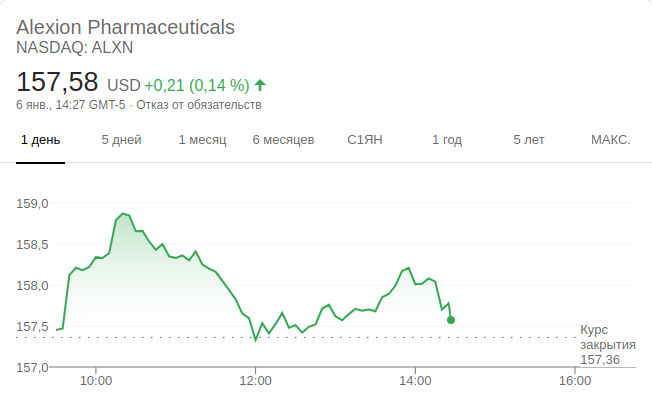 Alexion Pharmaceuticals
NASDAQ: ALXN
157,58 USD +0,21 (0,14 %)
6 янв., 14:27 GMT-5 · Отказ от обязательств
1 день 5 дней 1 месяц 6 месяцев С1ЯН 1 год 5 лет МАКС.
159,0
158,5
158,0
157,5
157,0
Курс
закрытия
157,36
10:00 12:00 14:00 16:00